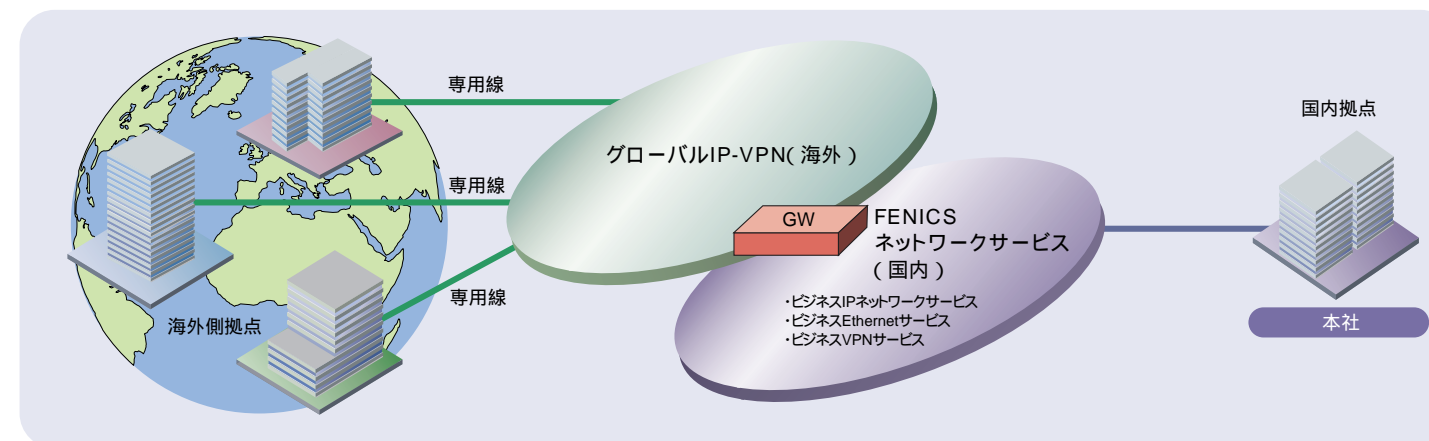 専用線
専用線
専用線
海外側拠点
グローバルIP-VPN(海外)
GW
FENICS
ネットワークサービス
(国内)
・ビジネスIPネットワークサービス
・ビジネスEthernetサービス
・ビジネスVPNサービス
国内拠点
本社